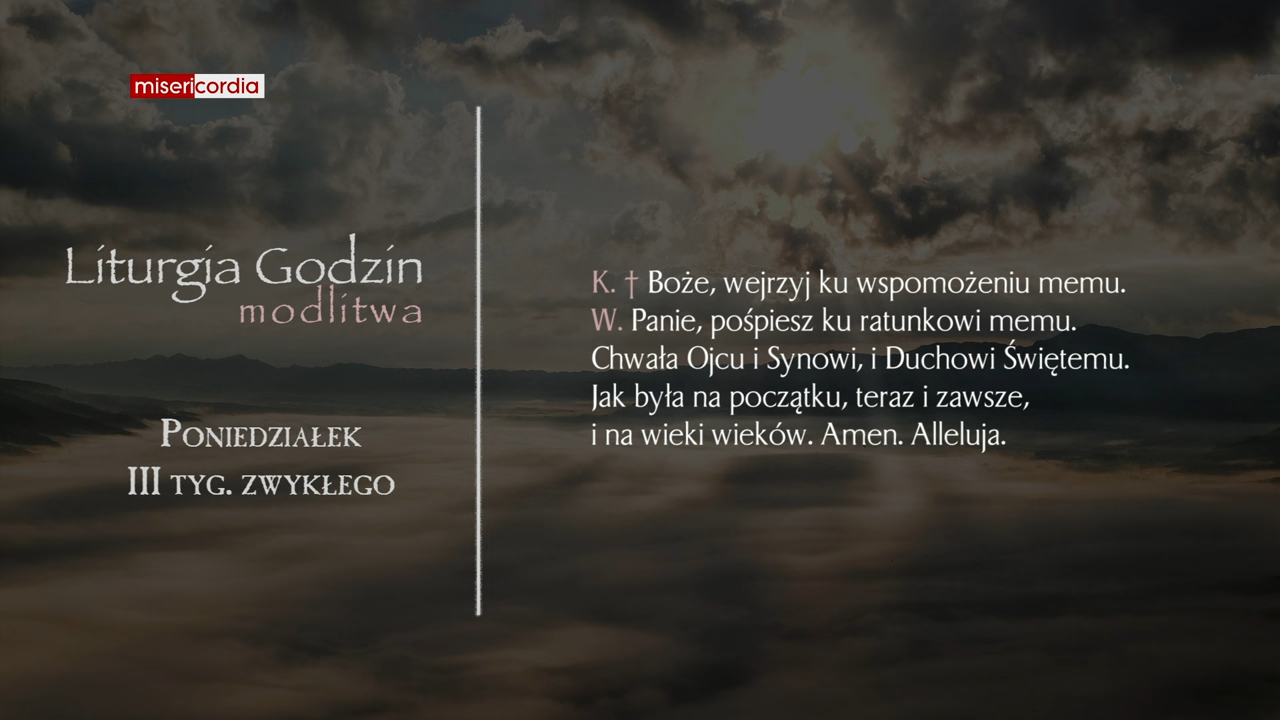 misericordia
Liturgia Godzin
modlitwa
Poniedziałek
III tyg. zwykłego
K. † Boże, wejrzyj ku wspomożeniu memu.
W. Panie, pośpiesz ku ratunkowi memu.
Chwała Ojcu i Synowi, i Duchowi Świętemu.
Jak była na początku, teraz i zawsze,
i na wieki wieków. Amen. Alleluja.